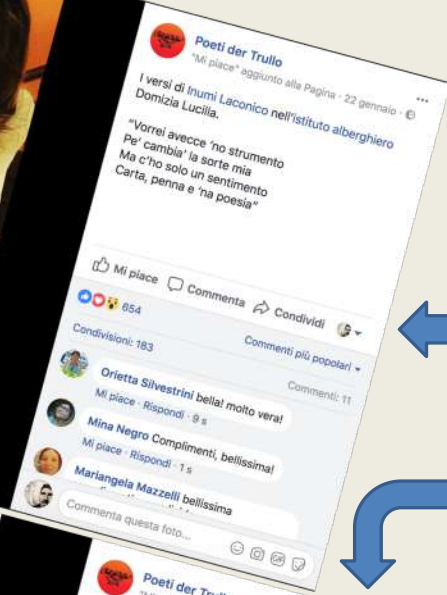 Poeti der Trullo
"Mi piace" aggiunto alla Pagina · 22 gennaio ·
I versi di Inumi Laconico nell'istituto alberghiero
Domizia Lucilla.
"Vorrei avecce 'no strumento
Pe' cambia' la sorte mia
Ma c'ho solo un sentimento
Carta, penna e 'na poesia"
Mi piace Commenta Condividi
654
Commenti più popolari
Condivisioni: 183
Commenti: 11
Orietta Silvestrini bella! molto vera!
Mi piace · Rispondi · 9 s
Mina Negro Complimenti, bellissima!
Mi piace · Rispondi · 1 s
Mariangela Mazzelli bellissima
Commenta questa foto...
GIF
Poeti der